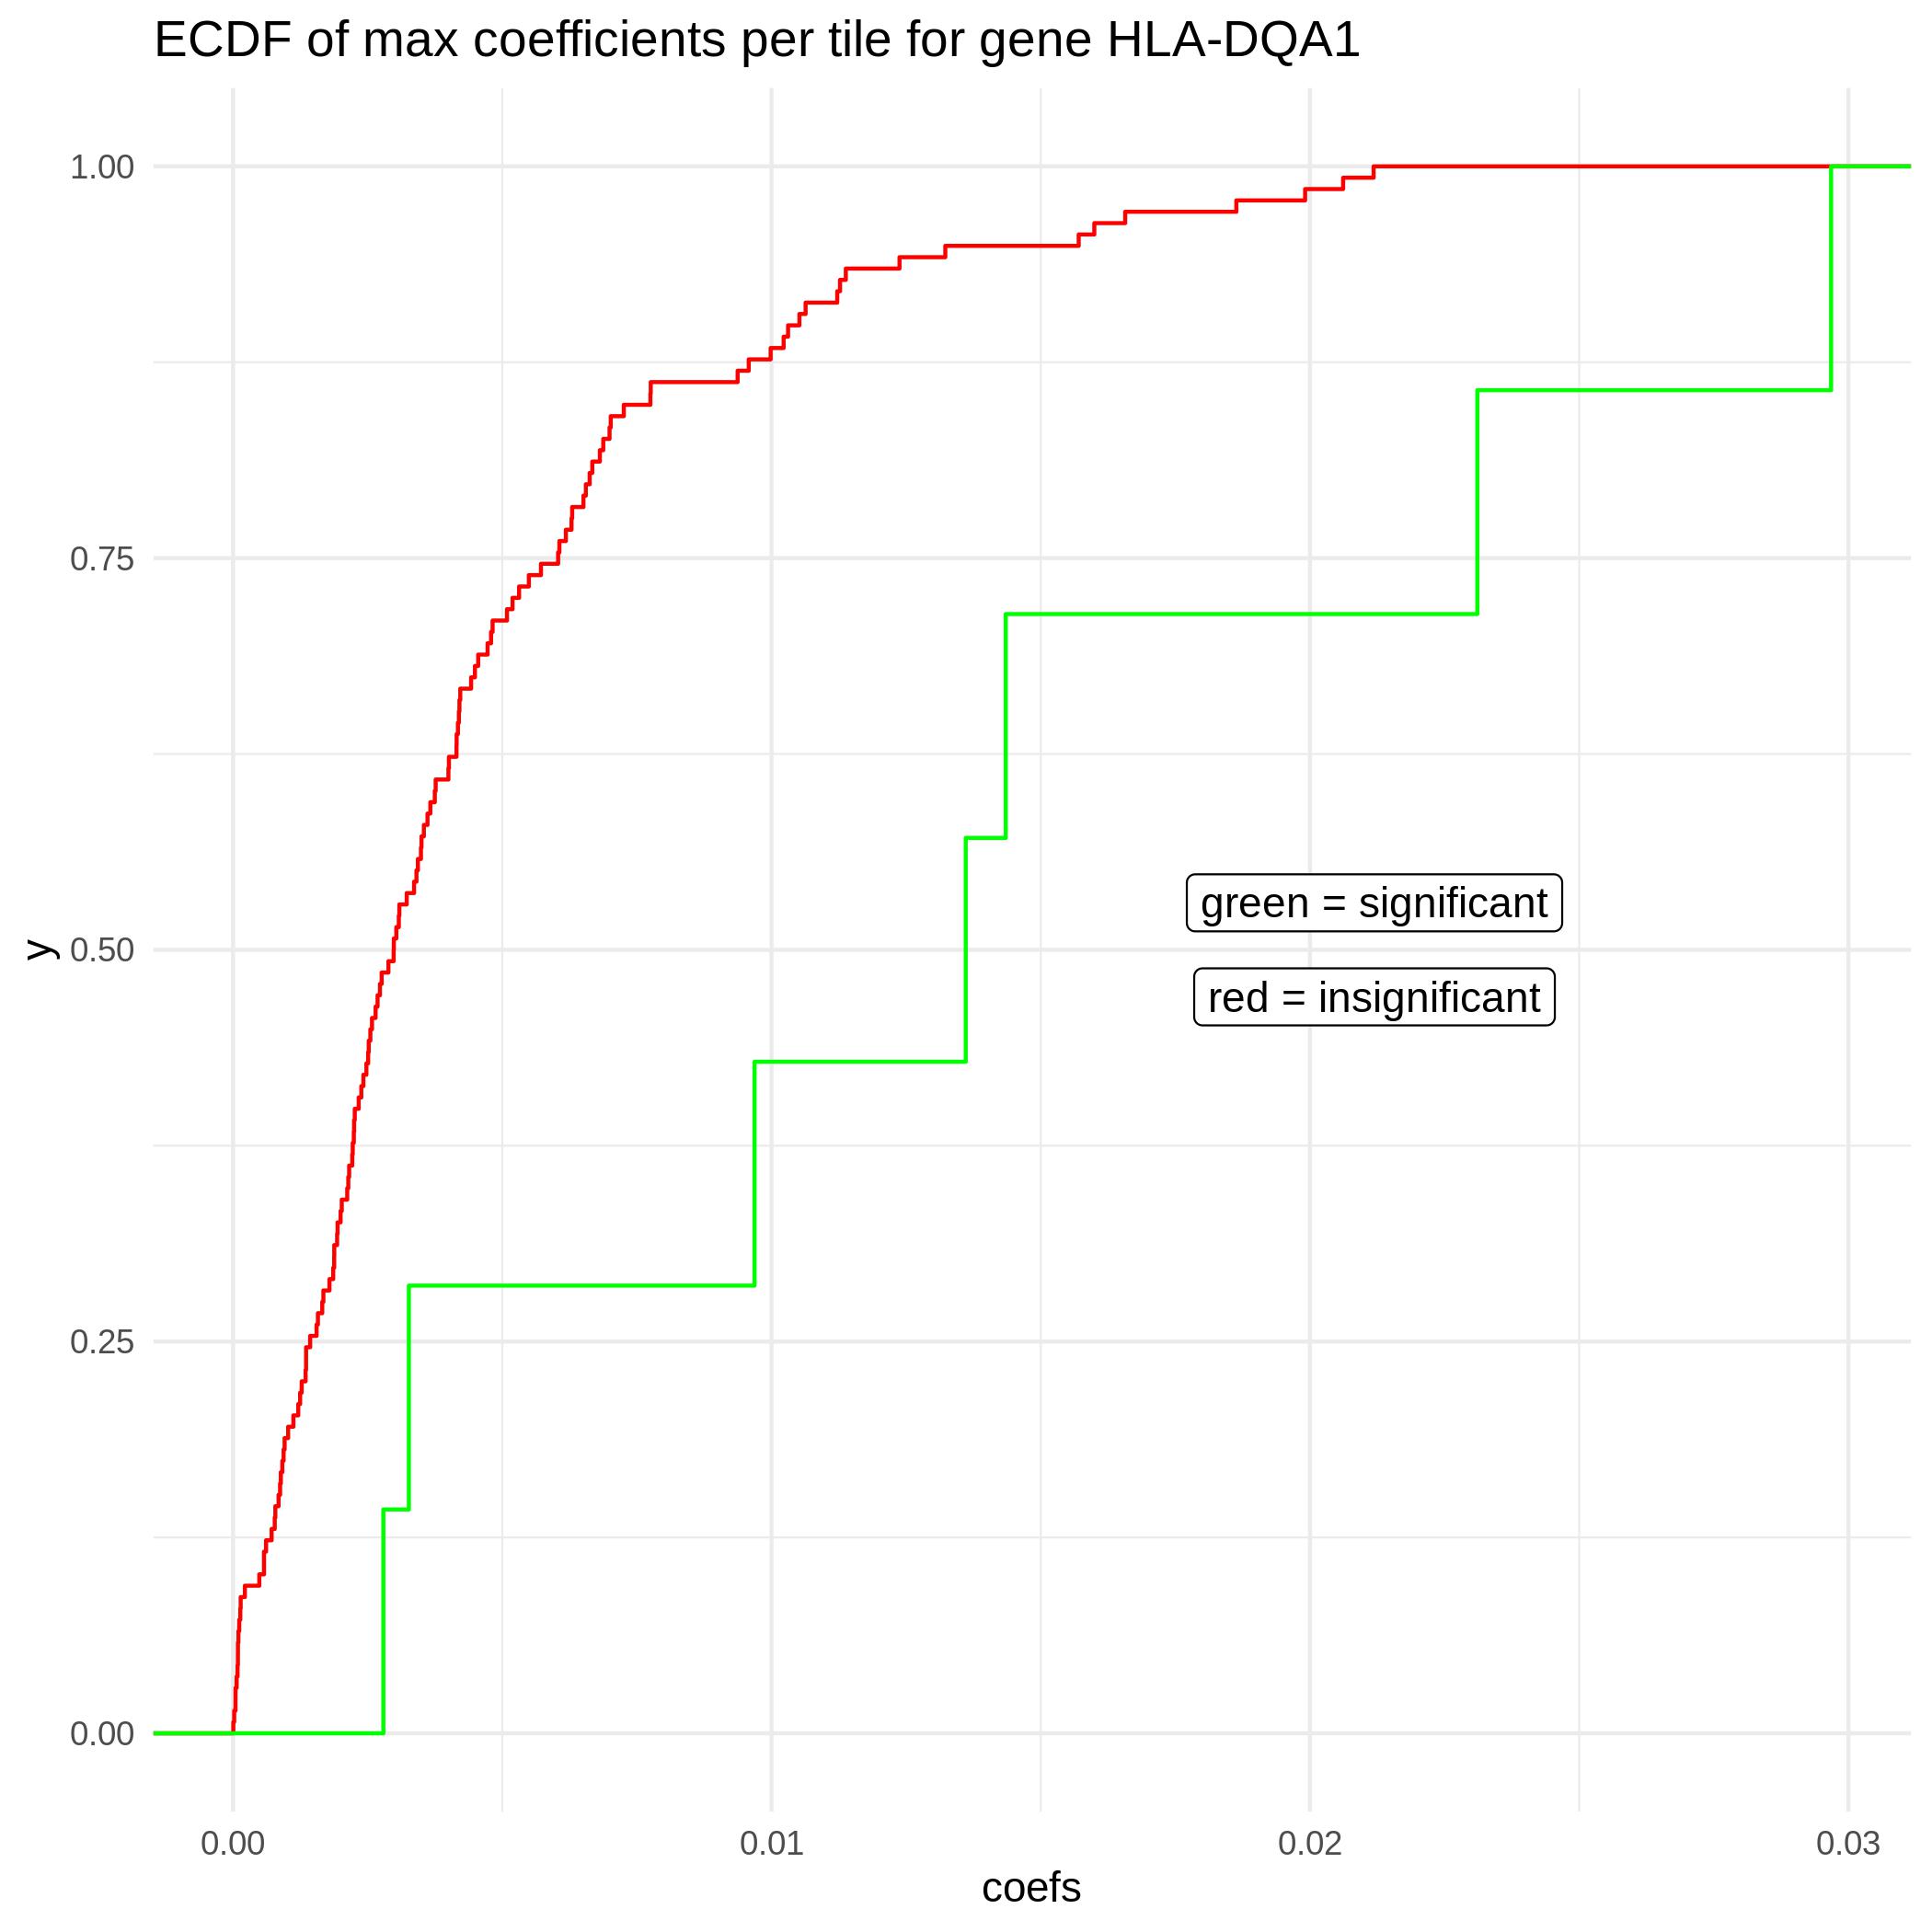 ECDF of max coefficients per tile for gene HLA-DQA1
1.00
0.75
0.50
0.25
0.00
y
green = significant
red = insignificant
0.00 0.01 0.02 0.03
coefs